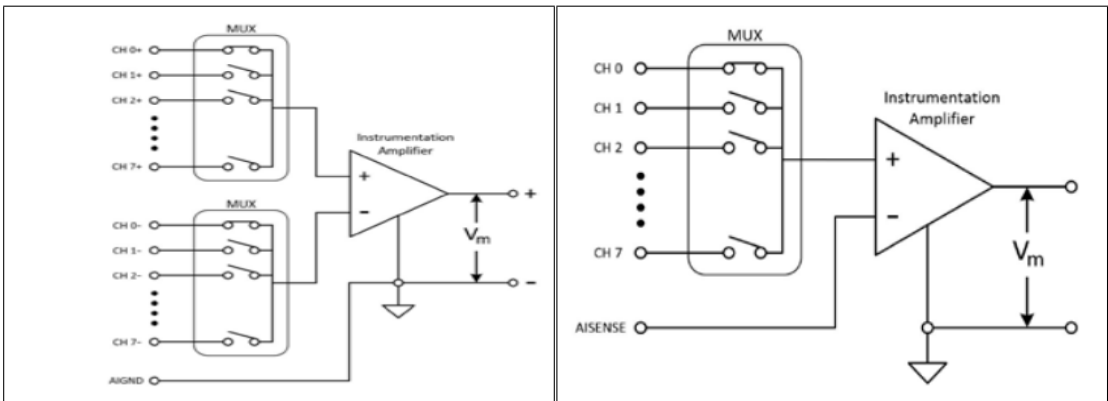 MUX
CH 0+
CH 1+
CH 2+
CH 7+
Instrumentation
Amplifier
+
−
+
Vm
−
MUX
CH 0-
CH 1-
CH 2-
CH 7-
AIGND
MUX
CH 0
CH 1
CH 2
CH 7
Instrumentation
Amplifier
+
−
Vm
AISENSE